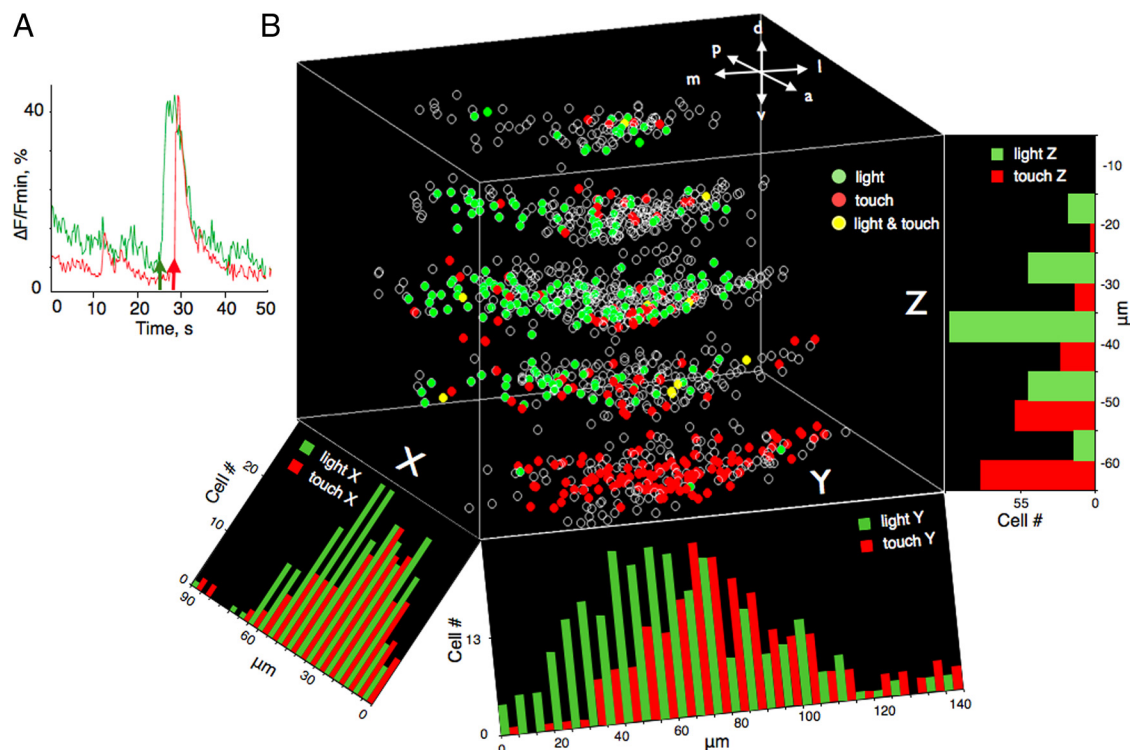 A
B
40
0
ΔF/Fmin, %
0 10 20 30 40 50
Time, s
d
p
m
l
a
v
light
touch
light & touch
light Z
touch Z
-10
-20
-30
-40
-50
-60
µm
Z
55 0
Cell #
X
Y
light X
touch X
Cell #
20
10
0
90
60
30
0
µm
light Y
touch Y
Cell #
13
0
0 20 40 60 80 100 120 140
µm